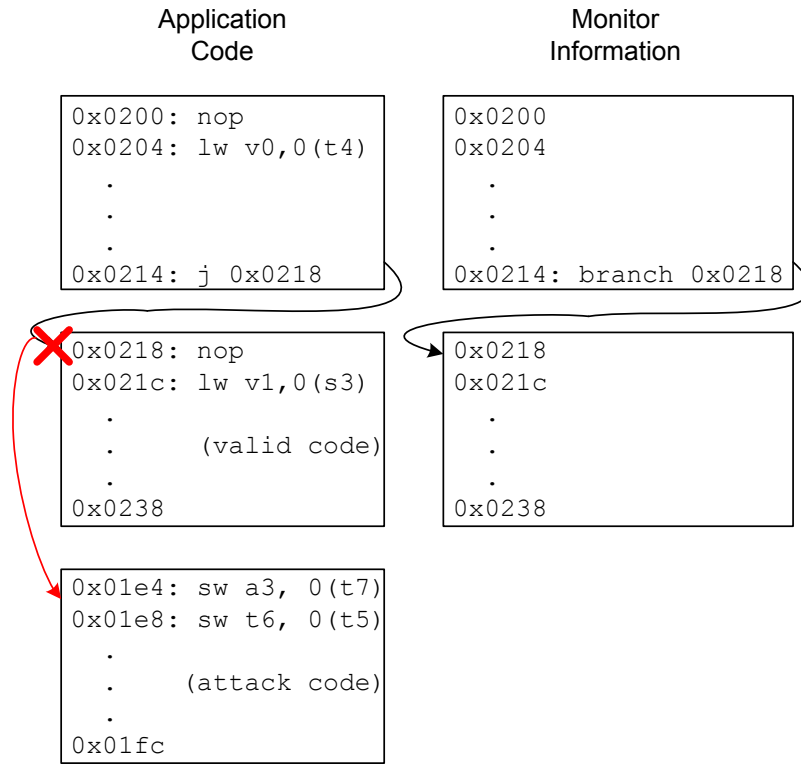 Application
Code
0x0200: nop
0x0204: lw v0,0(t4)
.
.
.
0x0214: j 0x0218
0x0218: nop
0x021c: lw v1,0(s3)
.
. (valid code)
.
0x0238
0x01e4: sw a3, 0(t7)
0x01e8: sw t6, 0(t5)
.
. (attack code)
.
0x01fc
Monitor
Information
0x0200
0x0204
.
.
.
0x0214: branch 0x0218
0x0218
0x021c
.
.
.
0x0238